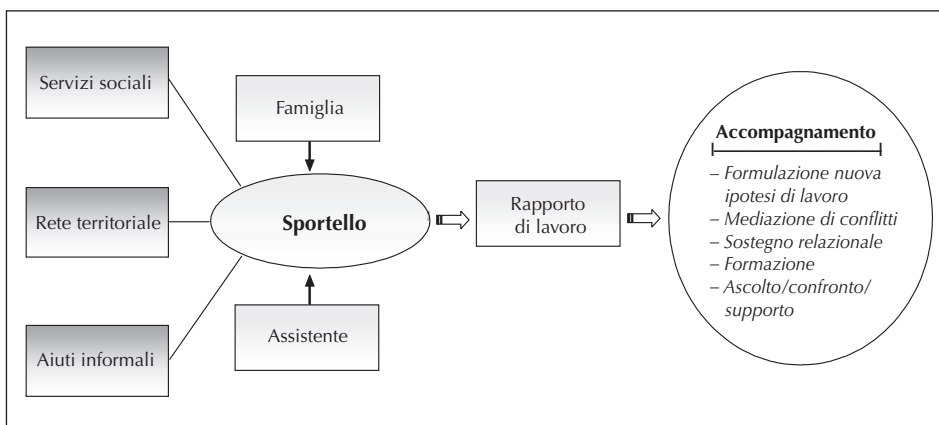 Servizi sociali
Rete territoriale
Aiuti informali
Famiglia
Sportello
Assistente
Rapporto
di lavoro
Accompagnamento
– Formulazione nuova
ipotesi di lavoro
– Mediazione di conflitti
– Sostegno relazionale
– Formazione
– Ascolto/confronto/
supporto